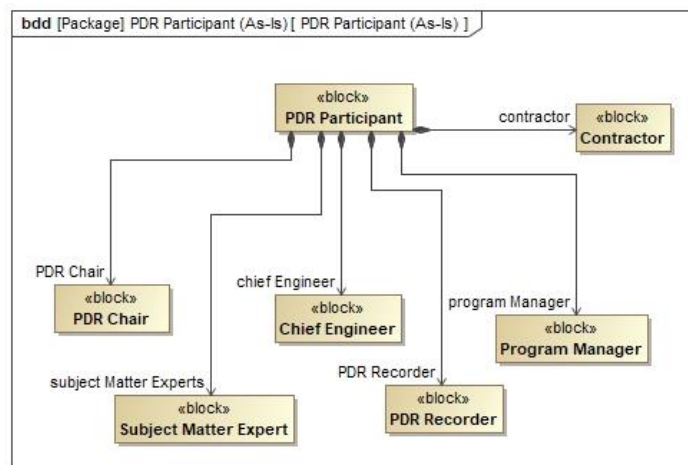 bdd [Package] PDR Participant (As-Is) [ PDR Participant (As-Is) ]
«block»
PDR Participant
contractor
«block»
Contractor
PDR Chair
«block»
PDR Chair
chief Engineer
«block»
Chief Engineer
program Manager
«block»
Program Manager
subject Matter Experts
«block»
Subject Matter Expert
PDR Recorder
«block»
PDR Recorder